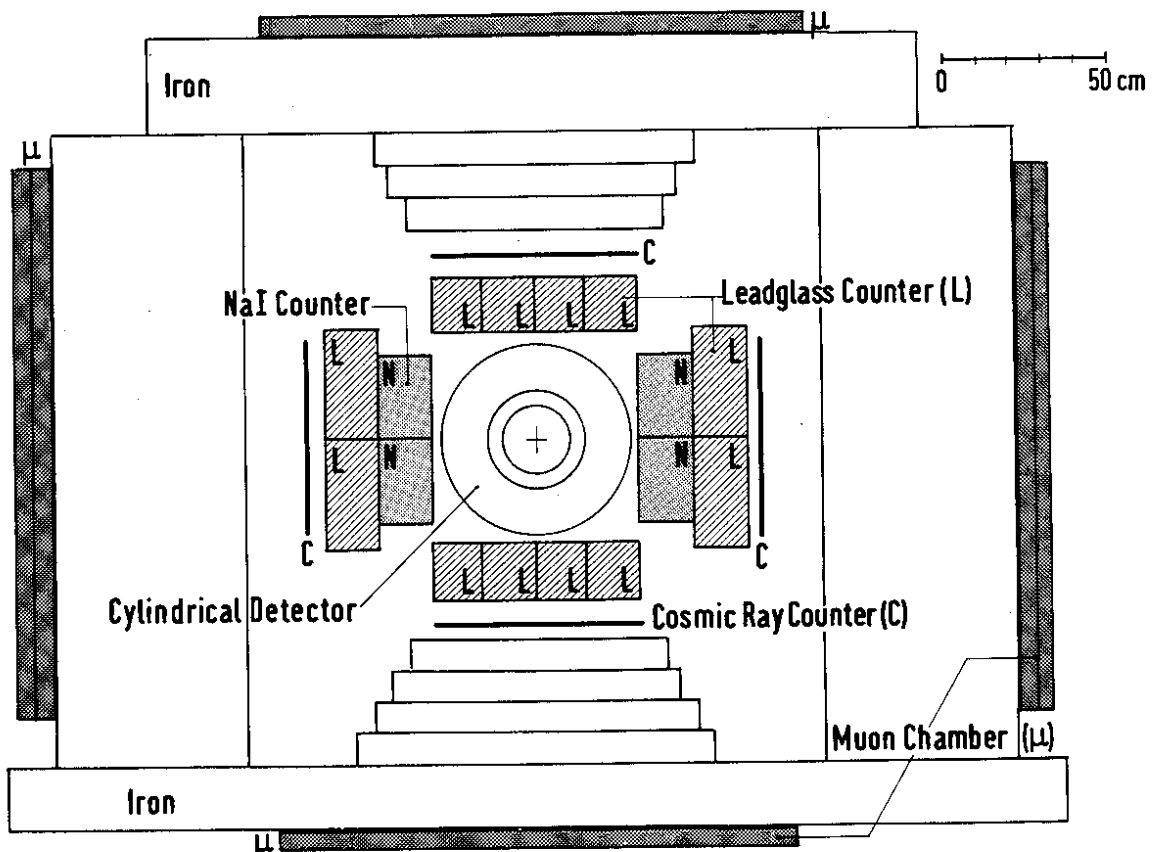 μ
Iron
0 50 cm
μ
C
NaI Counter
Leadglass Counter (L)
L L L L
L
N
N
L
L
N
N
L
C
C
L L L L
Cylindrical Detector
Cosmic Ray Counter (C)
Muon Chamber (μ)
Iron
μ